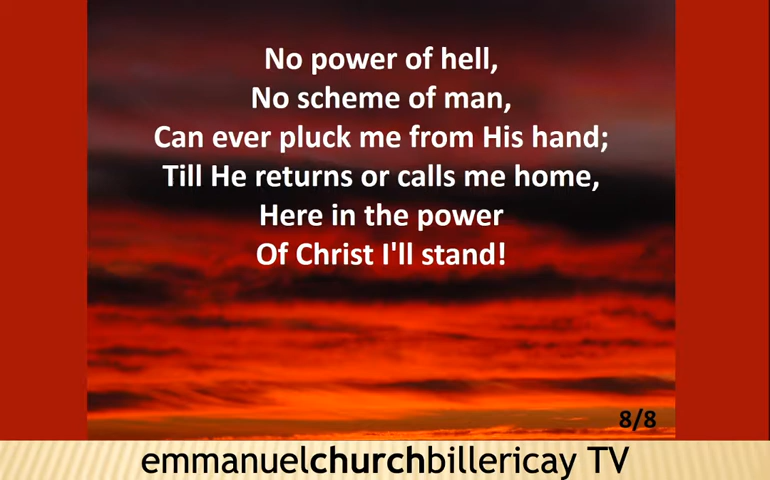 No power of hell,
No scheme of man,
Can ever pluck me from His hand;
Till He returns or calls me home,
Here in the power
Of Christ I'll stand!
8/8
emmanuelchurchbillericay TV